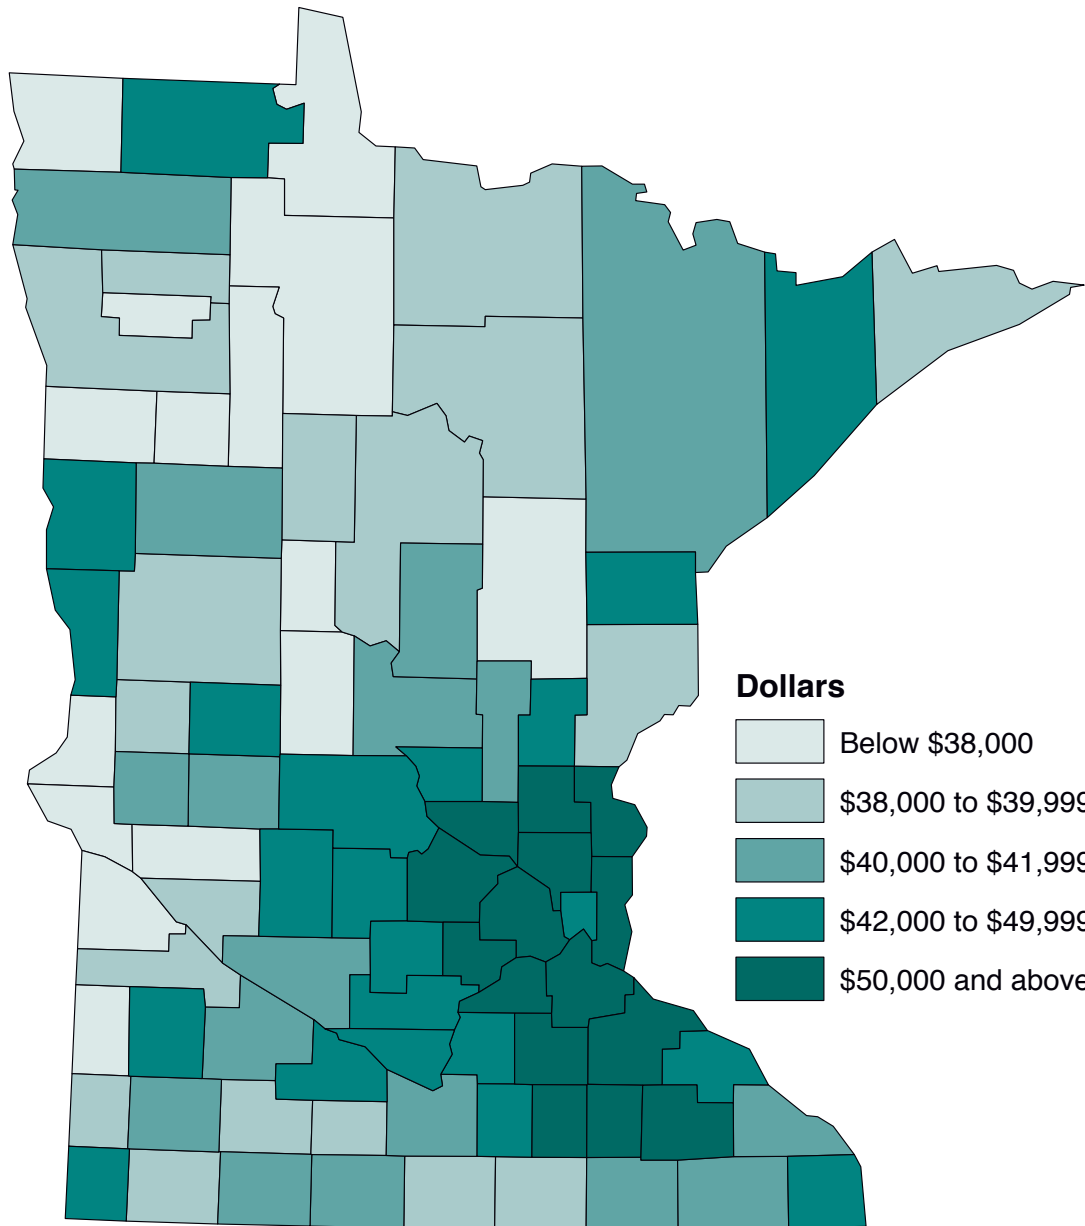 Dollars
Below $38,000
$38,000 to $39,999
$40,000 to $41,999
$42,000 to $49,999
$50,000 and above